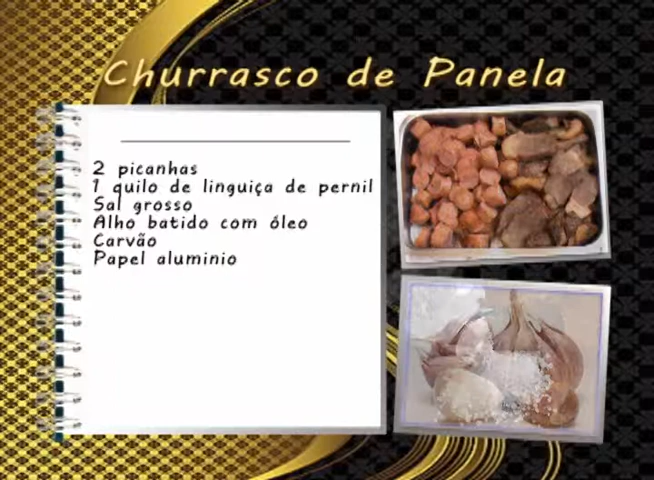 Churrasco de Panela
2 picanhas
1 quilo de linguiça de pernil
Sal grosso
Alho batido com óleo
Carvão
Papel aluminio